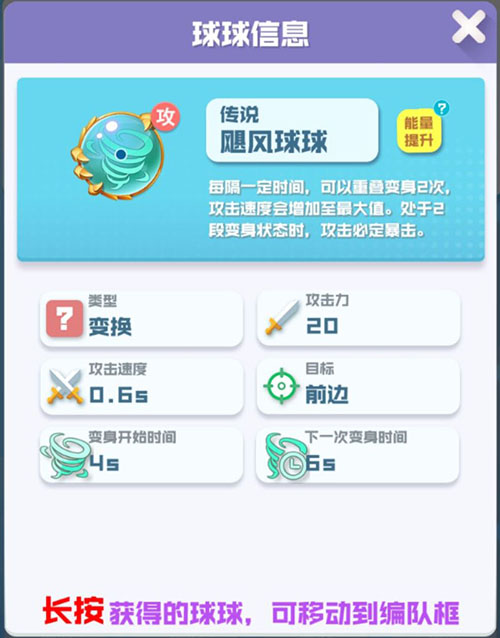 球球信息
攻
传说
飓风球球
能量
提升
?
每隔一定时间，可以重叠变身2次，
攻击速度会增加至最大值。处于2
段变身状态时，攻击必定暴击。
?
类型
变换
攻击力
20
攻击速度
0.6s
目标
前边
变身开始时间
4s
下一次变身时间
6s
长按获得的球球，可移动到编队框